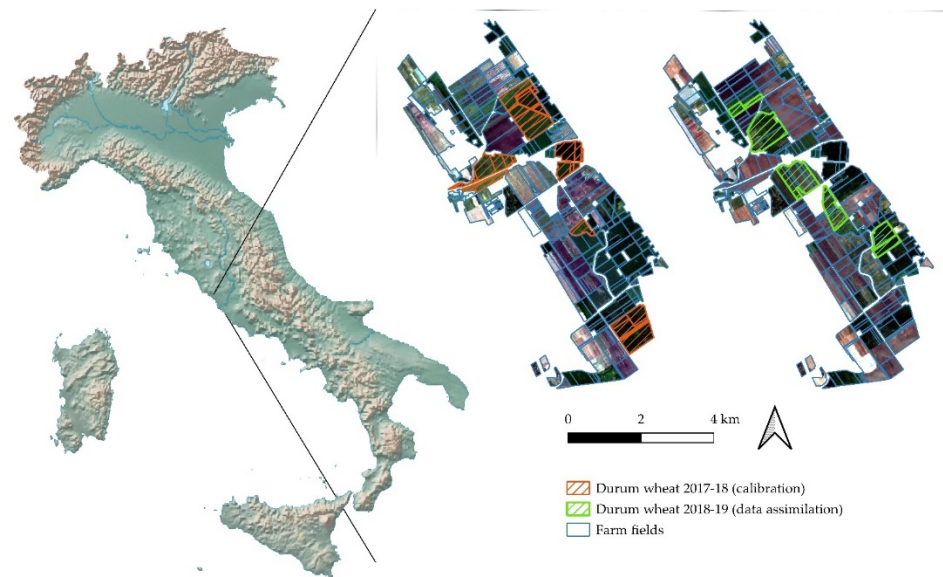 0 2 4 km
Durum wheat 2017-18 (calibration)
Durum wheat 2018-19 (data assimilation)
Farm fields